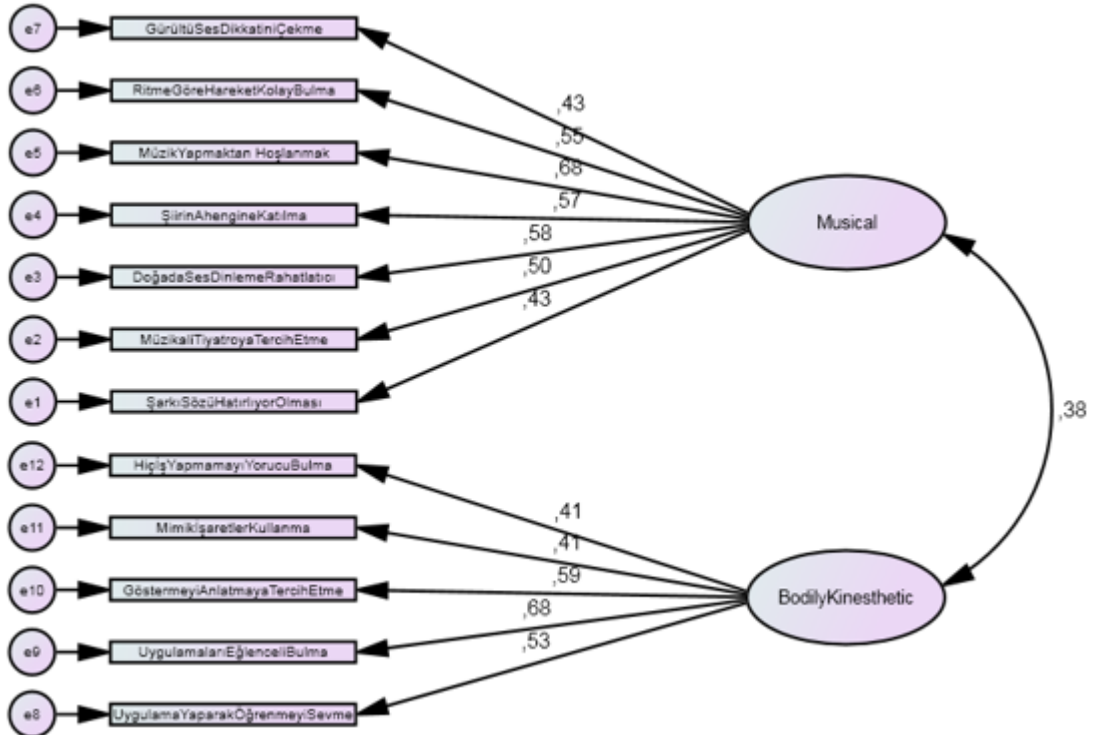 e7 GürültüSesDikkatiniÇekme
,43
e6 RitmeGöreHareketKolayBulma
,55
e5 MüzikYapmaktan Hoşlanmak
,68
e4 ŞiirinAhengineKatılma
,57
Musical
e3 DoğadaSesDinlemeRahatlatıcı
,58
e2 MüzikaliTiyatroyaTercihEtme
,50
e1 ŞarkıSözüHatırlıyorOlması
,43
,38
e12 HiçİşYapmamayıYorucuBulma
,41
e11 MimikİşaretlerKullanma
,41
e10 GöstermeyiAnlatmayaTercihEtme
,59
BodilyKinesthetic
e9 UygulamalarıEğlenceliBulma
,68
e8 UygulamaYaparakÖğrenmeyiSevme
,53